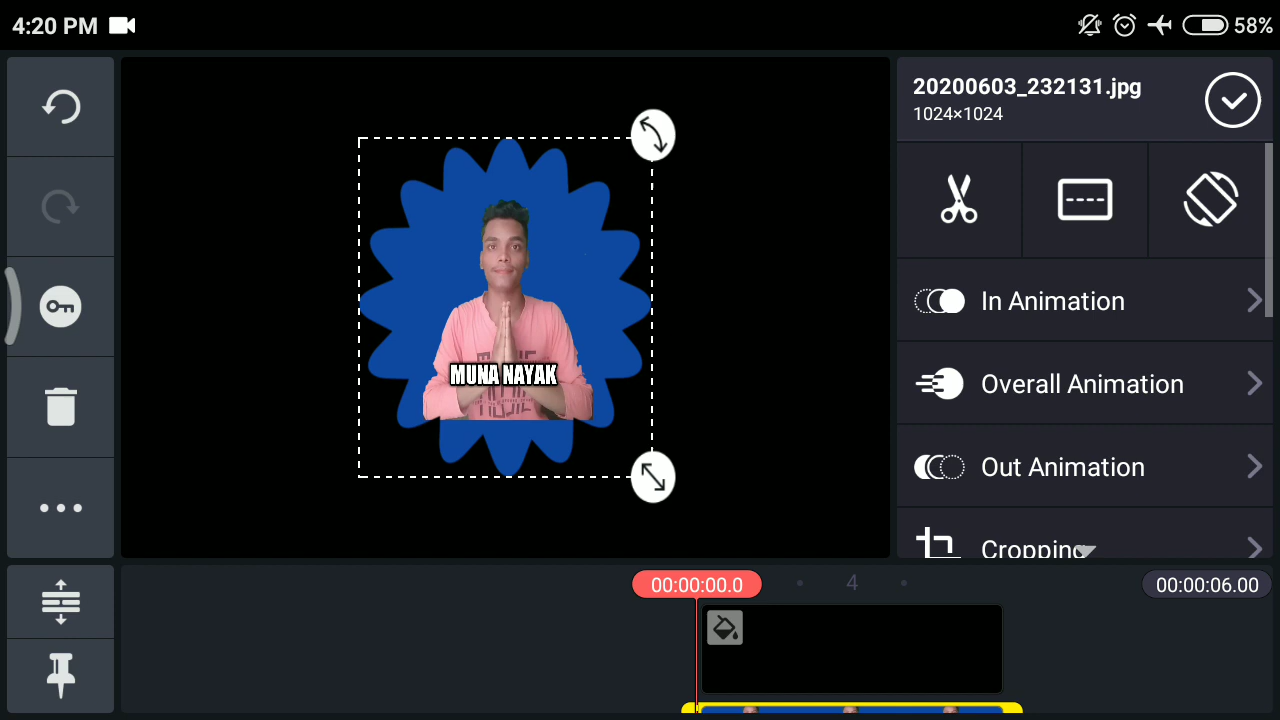 4:20 PM
58%
20200603_232131.jpg
1024×1024
In Animation
Overall Animation
Out Animation
Cropping
MUNA NAYAK
00:00:00.0
4
00:00:06.00